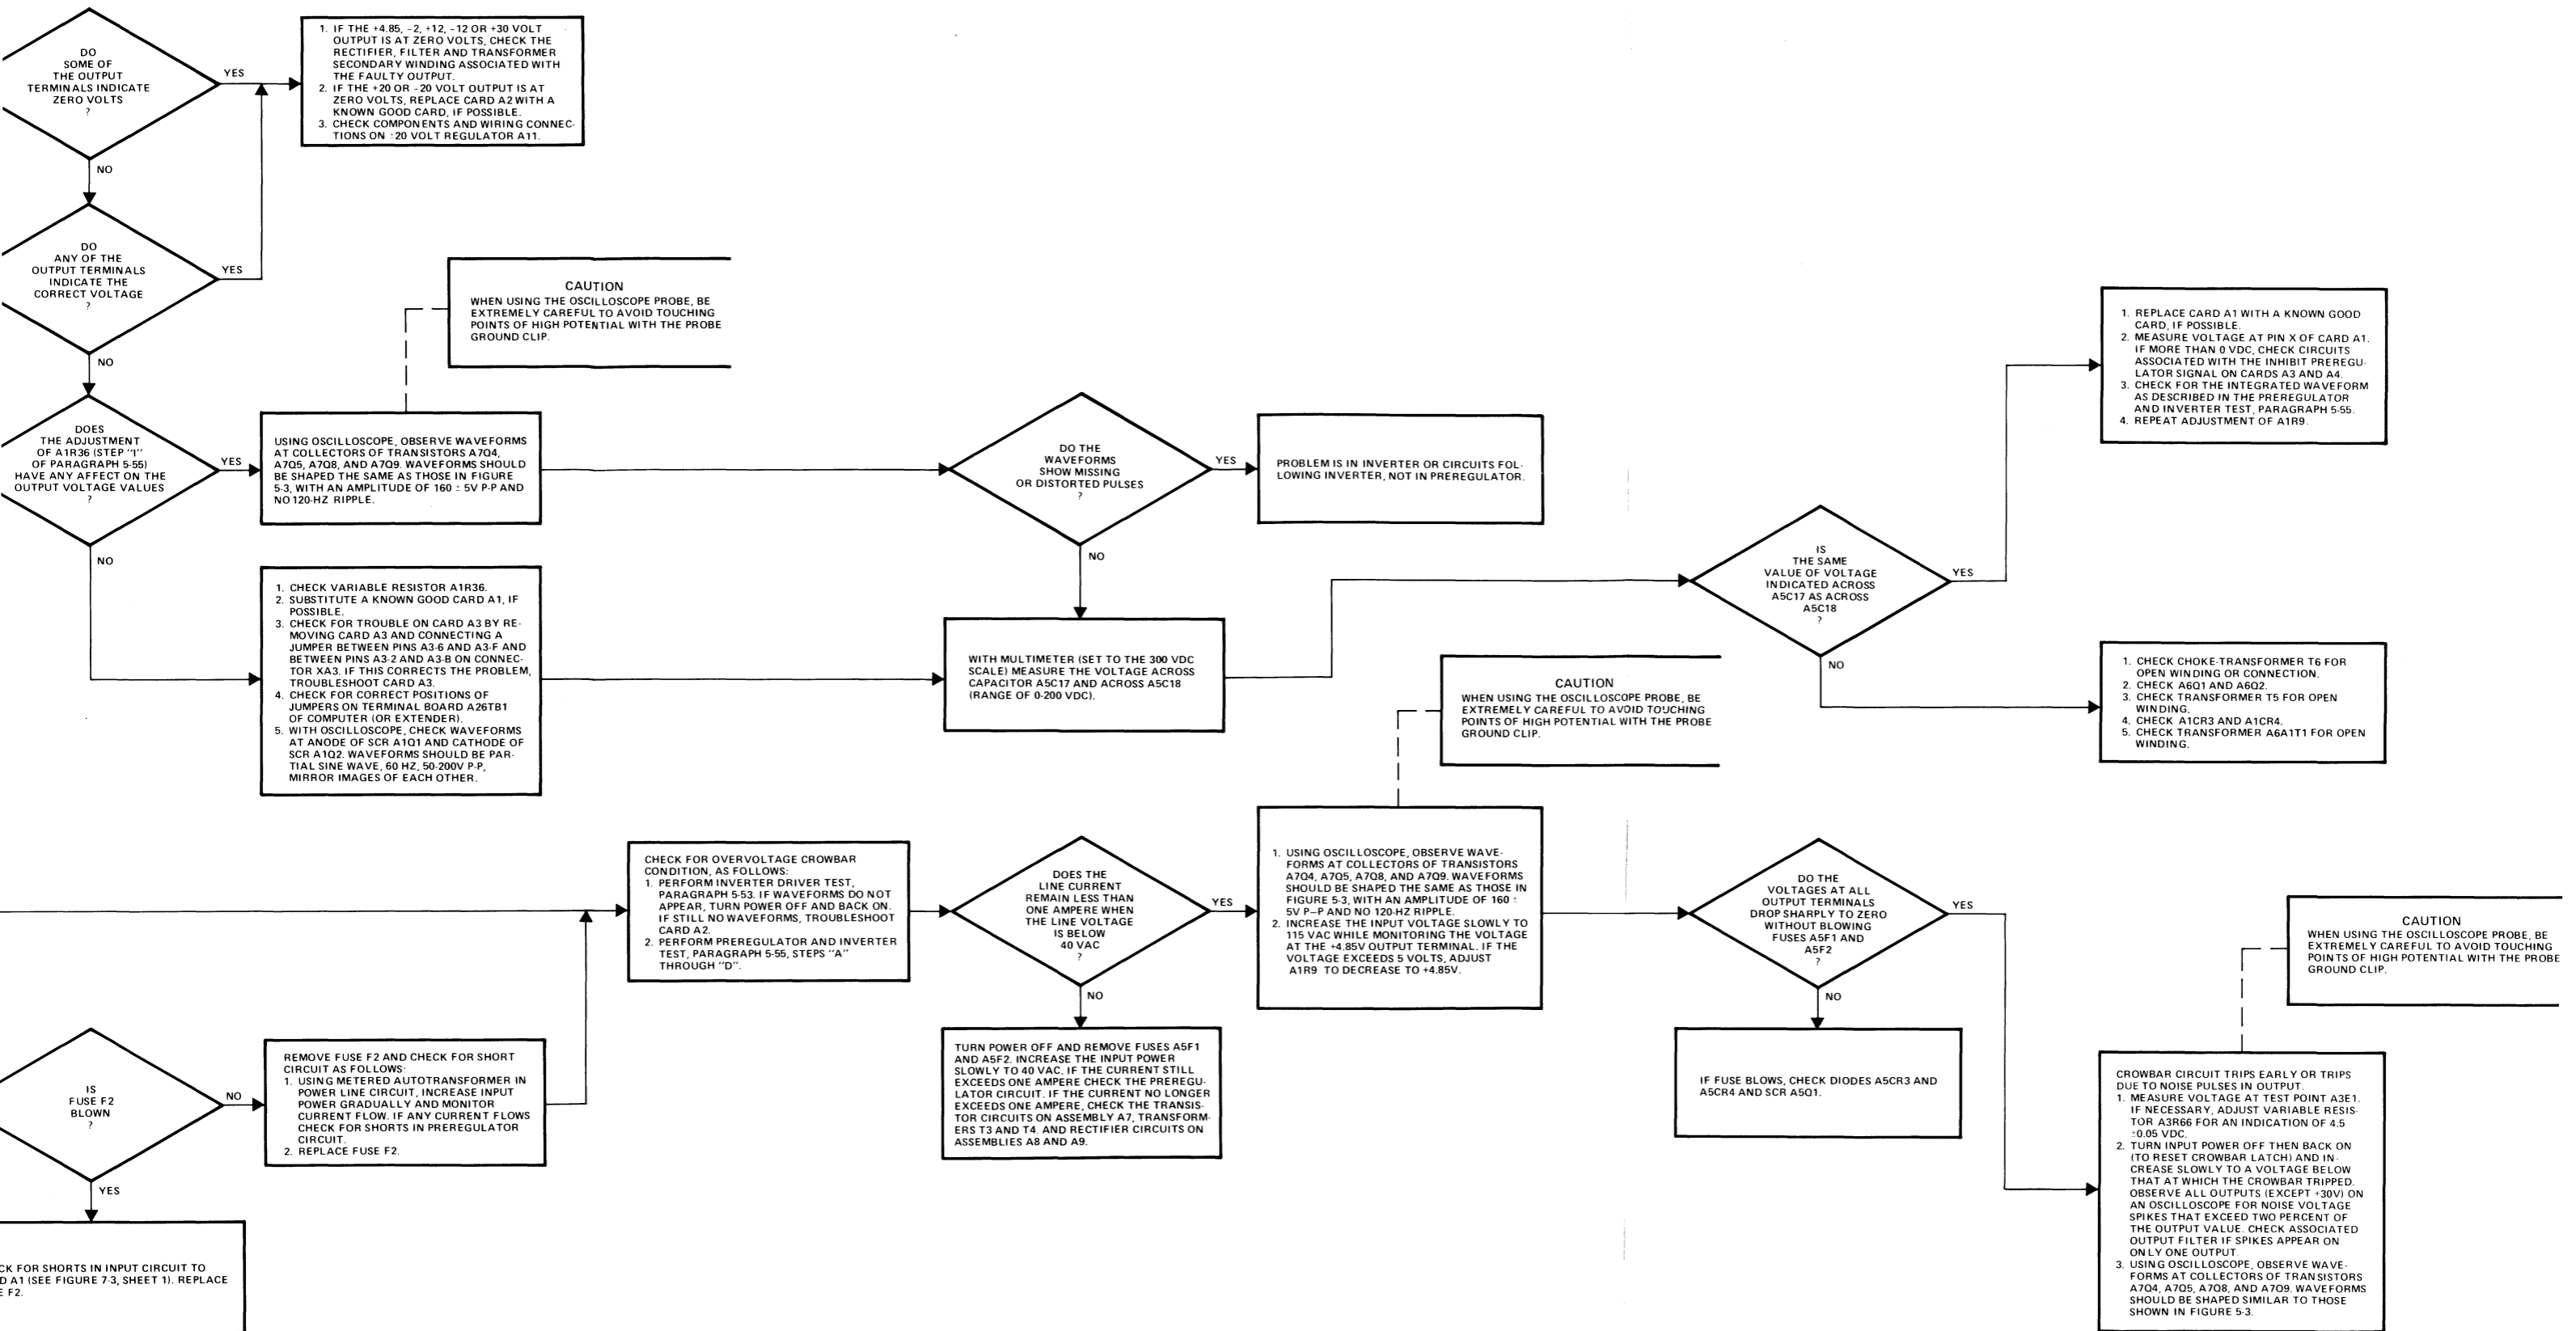 DO
SOME OF
THE OUTPUT
TERMINALS INDICATE
ZERO VOLTS
?
YES
NO
1. IF THE +4.85, -2, +12, -12 OR +30 VOLT
OUTPUT IS AT ZERO VOLTS, CHECK THE
RECTIFIER, FILTER AND TRANSFORMER
SECONDARY WINDING ASSOCIATED WITH
THE FAULTY OUTPUT.
2. IF THE +20 OR -20 VOLT OUTPUT IS AT
ZERO VOLTS, REPLACE CARD A2 WITH A
KNOWN GOOD CARD, IF POSSIBLE.
3. CHECK COMPONENTS AND WIRING CONNEC-
TIONS ON ±20 VOLT REGULATOR A11.
DO
ANY OF THE
OUTPUT TERMINALS
INDICATE THE
CORRECT VOLTAGE
?
YES
NO
CAUTION
WHEN USING THE OSCILLOSCOPE PROBE, BE
EXTREMELY CAREFUL TO AVOID TOUCHING
POINTS OF HIGH POTENTIAL WITH THE PROBE
GROUND CLIP.
DOES
THE ADJUSTMENT
OF A1R36 (STEP "I"
OF PARAGRAPH 5-55)
HAVE ANY AFFECT ON THE
OUTPUT VOLTAGE VALUES
?
YES
NO
USING OSCILLOSCOPE, OBSERVE WAVEFORMS
AT COLLECTORS OF TRANSISTORS A7Q4,
A7Q5, A7Q8, AND A7Q9. WAVEFORMS SHOULD
BE SHAPED THE SAME AS THOSE IN FIGURE
5-3, WITH AN AMPLITUDE OF 160 ± 5V P-P AND
NO 120-HZ RIPPLE.
DO THE
WAVEFORMS
SHOW MISSING
OR DISTORTED PULSES
?
YES
NO
PROBLEM IS IN INVERTER OR CIRCUITS FOL-
LOWING INVERTER, NOT IN PREREGULATOR.
1. CHECK VARIABLE RESISTOR A1R36.
2. SUBSTITUTE A KNOWN GOOD CARD A1, IF
POSSIBLE.
3. CHECK FOR TROUBLE ON CARD A3 BY RE-
MOVING CARD A3 AND CONNECTING A
JUMPER BETWEEN PINS A3-6 AND A3-F AND
BETWEEN PINS A3-2 AND A3-B ON CONNEC-
TOR XA3. IF THIS CORRECTS THE PROBLEM,
TROUBLESHOOT CARD A3.
4. CHECK FOR CORRECT POSITIONS OF
JUMPERS ON TERMINAL BOARD A26TB1
OF COMPUTER (OR EXTENDER).
5. WITH OSCILLOSCOPE, CHECK WAVEFORMS
AT ANODE OF SCR A1Q1 AND CATHODE OF
SCR A1Q2. WAVEFORMS SHOULD BE PAR-
TIAL SINE WAVE, 60 HZ, 50-200V P-P,
MIRROR IMAGES OF EACH OTHER.
WITH MULTIMETER (SET TO THE 300 VDC
SCALE) MEASURE THE VOLTAGE ACROSS
CAPACITOR A5C17 AND ACROSS A5C18
(RANGE OF 0-200 VDC).
IS
THE SAME
VALUE OF VOLTAGE
INDICATED ACROSS
A5C17 AS ACROSS
A5C18
?
YES
NO
1. REPLACE CARD A1 WITH A KNOWN GOOD
CARD, IF POSSIBLE.
2. MEASURE VOLTAGE AT PIN X OF CARD A1.
IF MORE THAN 0 VDC, CHECK CIRCUITS
ASSOCIATED WITH THE INHIBIT PREREGU-
LATOR SIGNAL ON CARDS A3 AND A4.
3. CHECK FOR THE INTEGRATED WAVEFORM
AS DESCRIBED IN THE PREREGULATOR
AND INVERTER TEST, PARAGRAPH 5-55.
4. REPEAT ADJUSTMENT OF A1R9.
1. CHECK CHOKE-TRANSFORMER T6 FOR
OPEN WINDING OR CONNECTION.
2. CHECK A6Q1 AND A6Q2.
3. CHECK TRANSFORMER T5 FOR OPEN
WINDING.
4. CHECK A1CR3 AND A1CR4.
5. CHECK TRANSFORMER A6A1T1 FOR OPEN
WINDING.
CAUTION
WHEN USING THE OSCILLOSCOPE PROBE, BE
EXTREMELY CAREFUL TO AVOID TOUCHING
POINTS OF HIGH POTENTIAL WITH THE PROBE
GROUND CLIP.
CHECK FOR OVERVOLTAGE CROWBAR
CONDITION, AS FOLLOWS:
1. PERFORM INVERTER DRIVER TEST,
PARAGRAPH 5-53. IF WAVEFORMS DO NOT
APPEAR, TURN POWER OFF AND BACK ON.
IF STILL NO WAVEFORMS, TROUBLESHOOT
CARD A2.
2. PERFORM PREREGULATOR AND INVERTER
TEST, PARAGRAPH 5-55, STEPS "A"
THROUGH "D".
DOES THE
LINE CURRENT
REMAIN LESS THAN
ONE AMPERE WHEN
THE LINE VOLTAGE
IS BELOW
40 VAC
?
YES
NO
1. USING OSCILLOSCOPE, OBSERVE WAVE-
FORMS AT COLLECTORS OF TRANSISTORS
A7Q4, A7Q5, A7Q8, AND A7Q9. WAVEFORMS
SHOULD BE SHAPED THE SAME AS THOSE IN
FIGURE 5-3, WITH AN AMPLITUDE OF 160 ±
5V P–P AND NO 120-HZ RIPPLE.
2. INCREASE THE INPUT VOLTAGE SLOWLY TO
115 VAC WHILE MONITORING THE VOLTAGE
AT THE +4.85V OUTPUT TERMINAL. IF THE
VOLTAGE EXCEEDS 5 VOLTS, ADJUST
A1R9 TO DECREASE TO +4.85V.
DO THE
VOLTAGES AT ALL
OUTPUT TERMINALS
DROP SHARPLY TO ZERO
WITHOUT BLOWING
FUSES A5F1 AND
A5F2
?
YES
NO
CAUTION
WHEN USING THE OSCILLOSCOPE PROBE, BE
EXTREMELY CAREFUL TO AVOID TOUCHING
POINTS OF HIGH POTENTIAL WITH THE PROBE
GROUND CLIP.
IS
FUSE F2
BLOWN
?
NO
YES
REMOVE FUSE F2 AND CHECK FOR SHORT
CIRCUIT AS FOLLOWS:
1. USING METERED AUTOTRANSFORMER IN
POWER LINE CIRCUIT, INCREASE INPUT
POWER GRADUALLY AND MONITOR
CURRENT FLOW. IF ANY CURRENT FLOWS
CHECK FOR SHORTS IN PREREGULATOR
CIRCUIT.
2. REPLACE FUSE F2.
TURN POWER OFF AND REMOVE FUSES A5F1
AND A5F2. INCREASE THE INPUT POWER
SLOWLY TO 40 VAC. IF THE CURRENT STILL
EXCEEDS ONE AMPERE CHECK THE PREREGU-
LATOR CIRCUIT. IF THE CURRENT NO LONGER
EXCEEDS ONE AMPERE, CHECK THE TRANSIS-
TOR CIRCUITS ON ASSEMBLY A7, TRANSFORM-
ERS T3 AND T4, AND RECTIFIER CIRCUITS ON
ASSEMBLIES A8 AND A9.
IF FUSE BLOWS, CHECK DIODES A5CR3 AND
A5CR4 AND SCR A5Q1.
CROWBAR CIRCUIT TRIPS EARLY OR TRIPS
DUE TO NOISE PULSES IN OUTPUT.
1. MEASURE VOLTAGE AT TEST POINT A3E1.
IF NECESSARY, ADJUST VARIABLE RESIS-
TOR A3R66 FOR AN INDICATION OF 4.5
±0.05 VDC.
2. TURN INPUT POWER OFF THEN BACK ON
(TO RESET CROWBAR LATCH) AND IN-
CREASE SLOWLY TO A VOLTAGE BELOW
THAT AT WHICH THE CROWBAR TRIPPED.
OBSERVE ALL OUTPUTS (EXCEPT +30V) ON
AN OSCILLOSCOPE FOR NOISE VOLTAGE
SPIKES THAT EXCEED TWO PERCENT OF
THE OUTPUT VALUE. CHECK ASSOCIATED
OUTPUT FILTER IF SPIKES APPEAR ON
ONLY ONE OUTPUT.
3. USING OSCILLOSCOPE, OBSERVE WAVE-
FORMS AT COLLECTORS OF TRANSISTORS
A7Q4, A7Q5, A7Q8, AND A7Q9. WAVEFORMS
SHOULD BE SHAPED SIMILAR TO THOSE
SHOWN IN FIGURE 5-3.
CK FOR SHORTS IN INPUT CIRCUIT TO
D A1 (SEE FIGURE 7-3, SHEET 1). REPLACE
E F2.